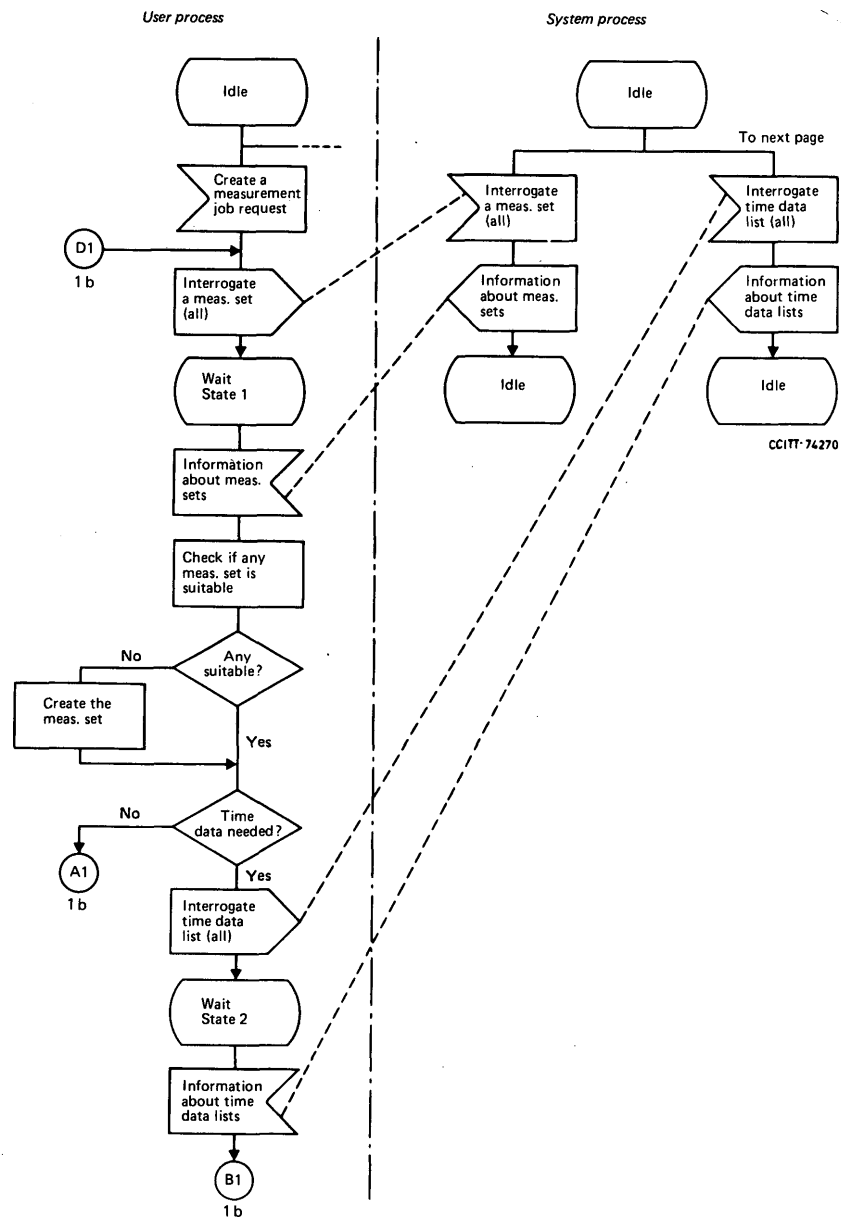 User process
System process
Idle
Idle
To next page
Create a
measurement
job request
Interrogate
a meas. set
(all)
Interrogate
time data
list (all)
D1
1b
Interrogate
a meas. set
(all)
Information
about meas.
sets
Information
about time
data lists
Wait
State 1
Idle
Idle
CCITT-74270
Information
about meas.
sets
Check if any
meas. set is
suitable
No
Any
suitable?
Create the
meas. set
Yes
No
Time
data needed?
A1
1b
Yes
Interrogate
time data
list (all)
Wait
State 2
Information
about time
data lists
B1
1b